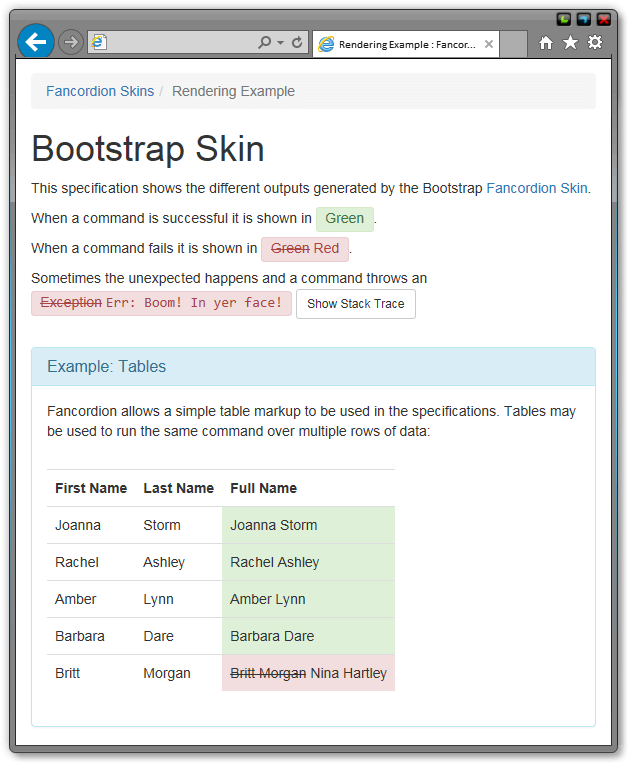 Rendering Example : Fancor...
Fancordion Skins / Rendering Example
Bootstrap Skin
This specification shows the different outputs generated by the Bootstrap Fancordion Skin.
When a command is successful it is shown in Green.
When a command fails it is shown in Green Red.
Sometimes the unexpected happens and a command throws an
Exception Err: Boom! In yer face! Show Stack Trace
Example: Tables
Fancordion allows a simple table markup to be used in the specifications. Tables may
be used to run the same command over multiple rows of data:
First Name Last Name Full Name
Joanna Storm Joanna Storm
Rachel Ashley Rachel Ashley
Amber Lynn Amber Lynn
Barbara Dare Barbara Dare
Britt Morgan Britt Morgan Nina Hartley